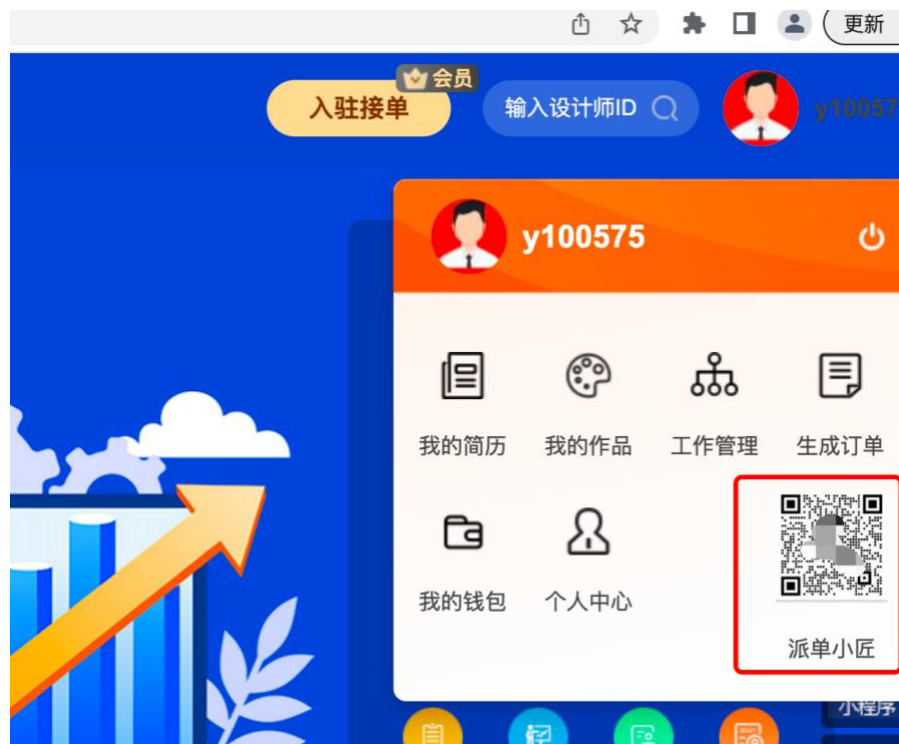 更新
会员
入驻接单
输入设计师ID
y10057
y100575
我的简历 我的作品 工作管理 生成订单
我的钱包 个人中心
派单小匠
小程序